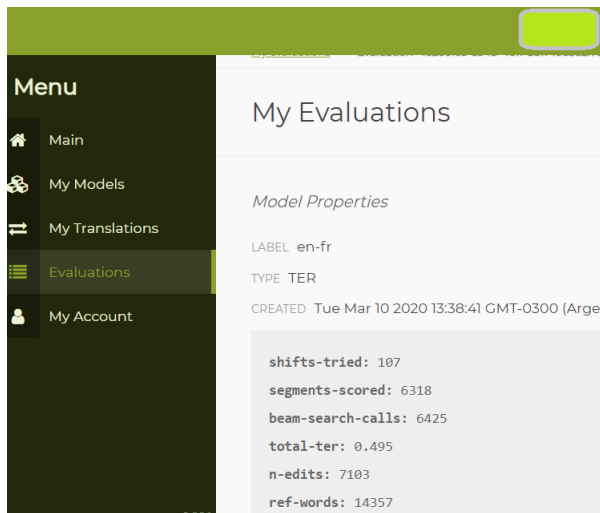 Menu
My Evaluations
Main
My Models
My Translations
Evaluations
My Account
Model Properties
LABEL en-fr
TYPE TER
CREATED Tue Mar 10 2020 13:38:41 GMT-0300 (Arge
shifts-tried: 107
segments-scored: 6318
beam-search-calls: 6425
total-ter: 0.495
n-edits: 7103
ref-words: 14357